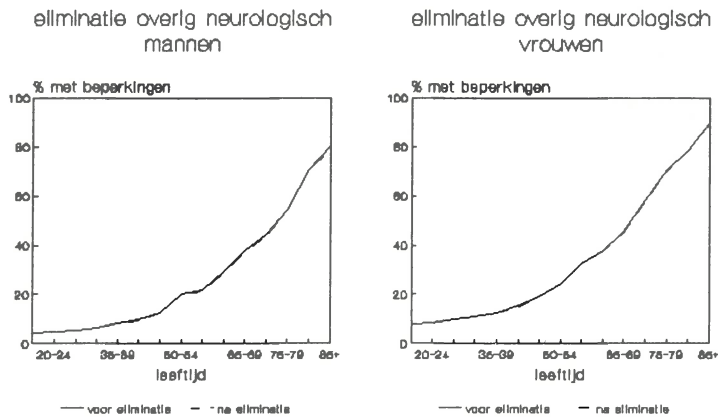 eliminatie overig neurologisch
mannen
% met beperkingen
100
80
60
40
20
0
20-24 35-39 50-54 65-69 75-79 85+
leeftijd
voor eliminatie na eliminatie
eliminatie overig neurologisch
vrouwen
% met beperkingen
100
80
60
40
20
0
20-24 35-39 50-54 65-69 75-79 85+
leeftijd
voor eliminatie na eliminatie